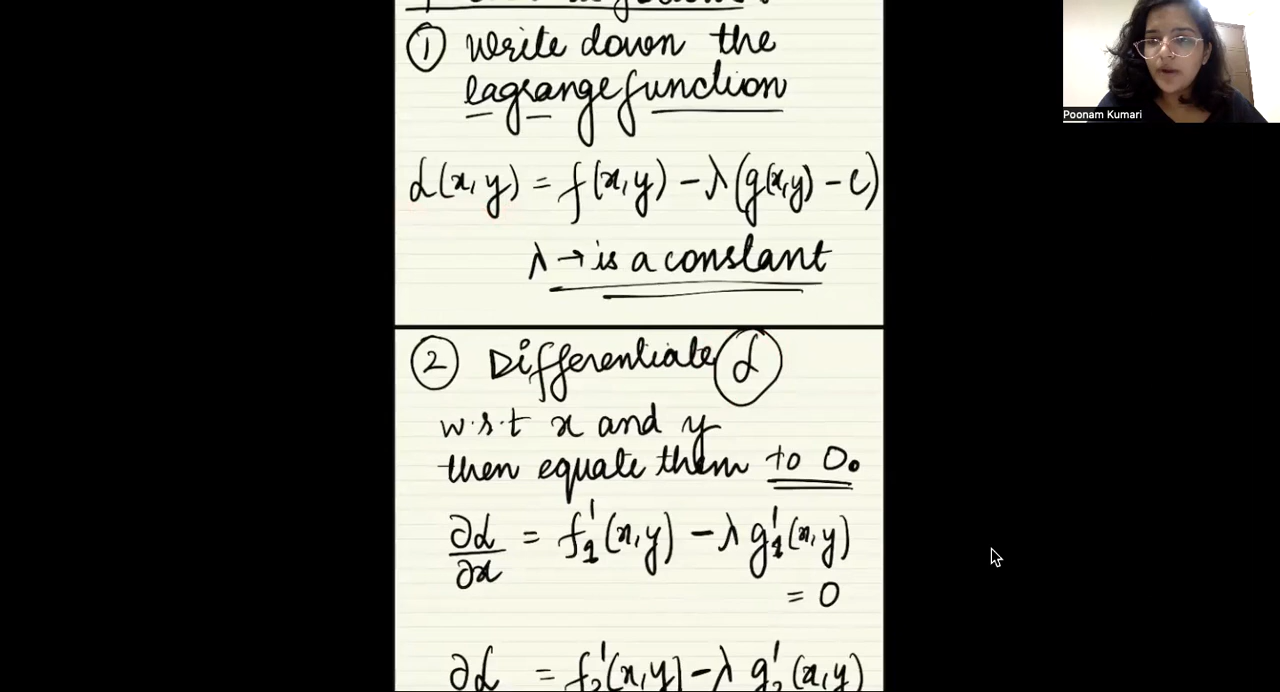 ① Write down the
lagrange function
L(x,y) = f(x,y) - λ(g(x,y) - c)
λ → is a constant
② Differentiate L
w.r.t x and y
then equate them to 0.
∂L/∂x = f₁'(x,y) - λ g₁'(x,y)
= 0
∂L = f₂'(x,y) - λ g₂'(x,y)
Poonam Kumari